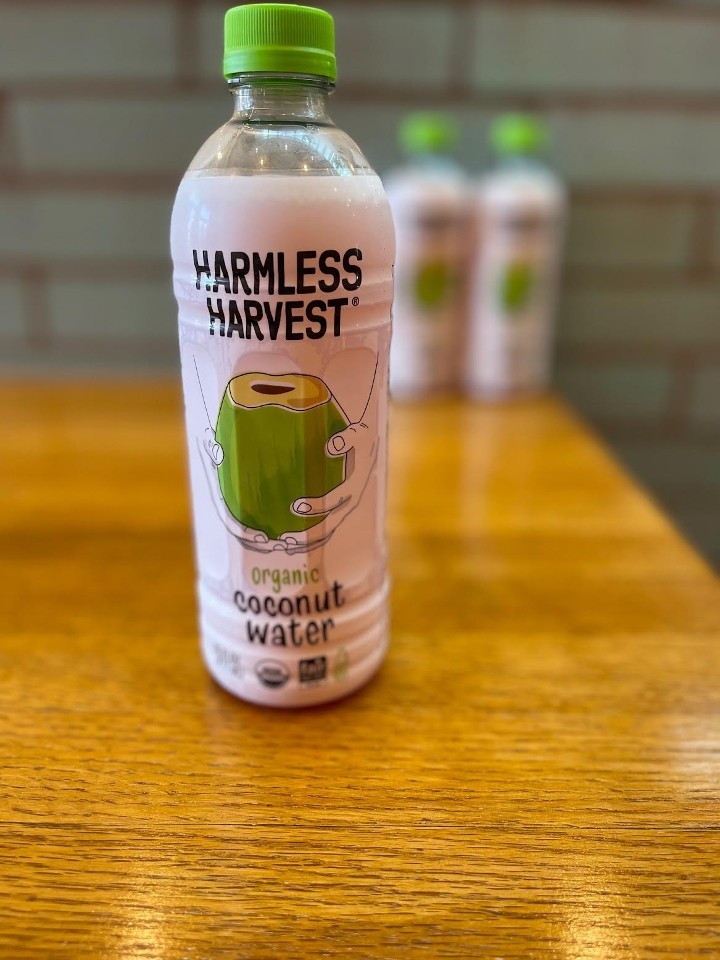 HARMLESS
HARVEST®
organic
coconut
water